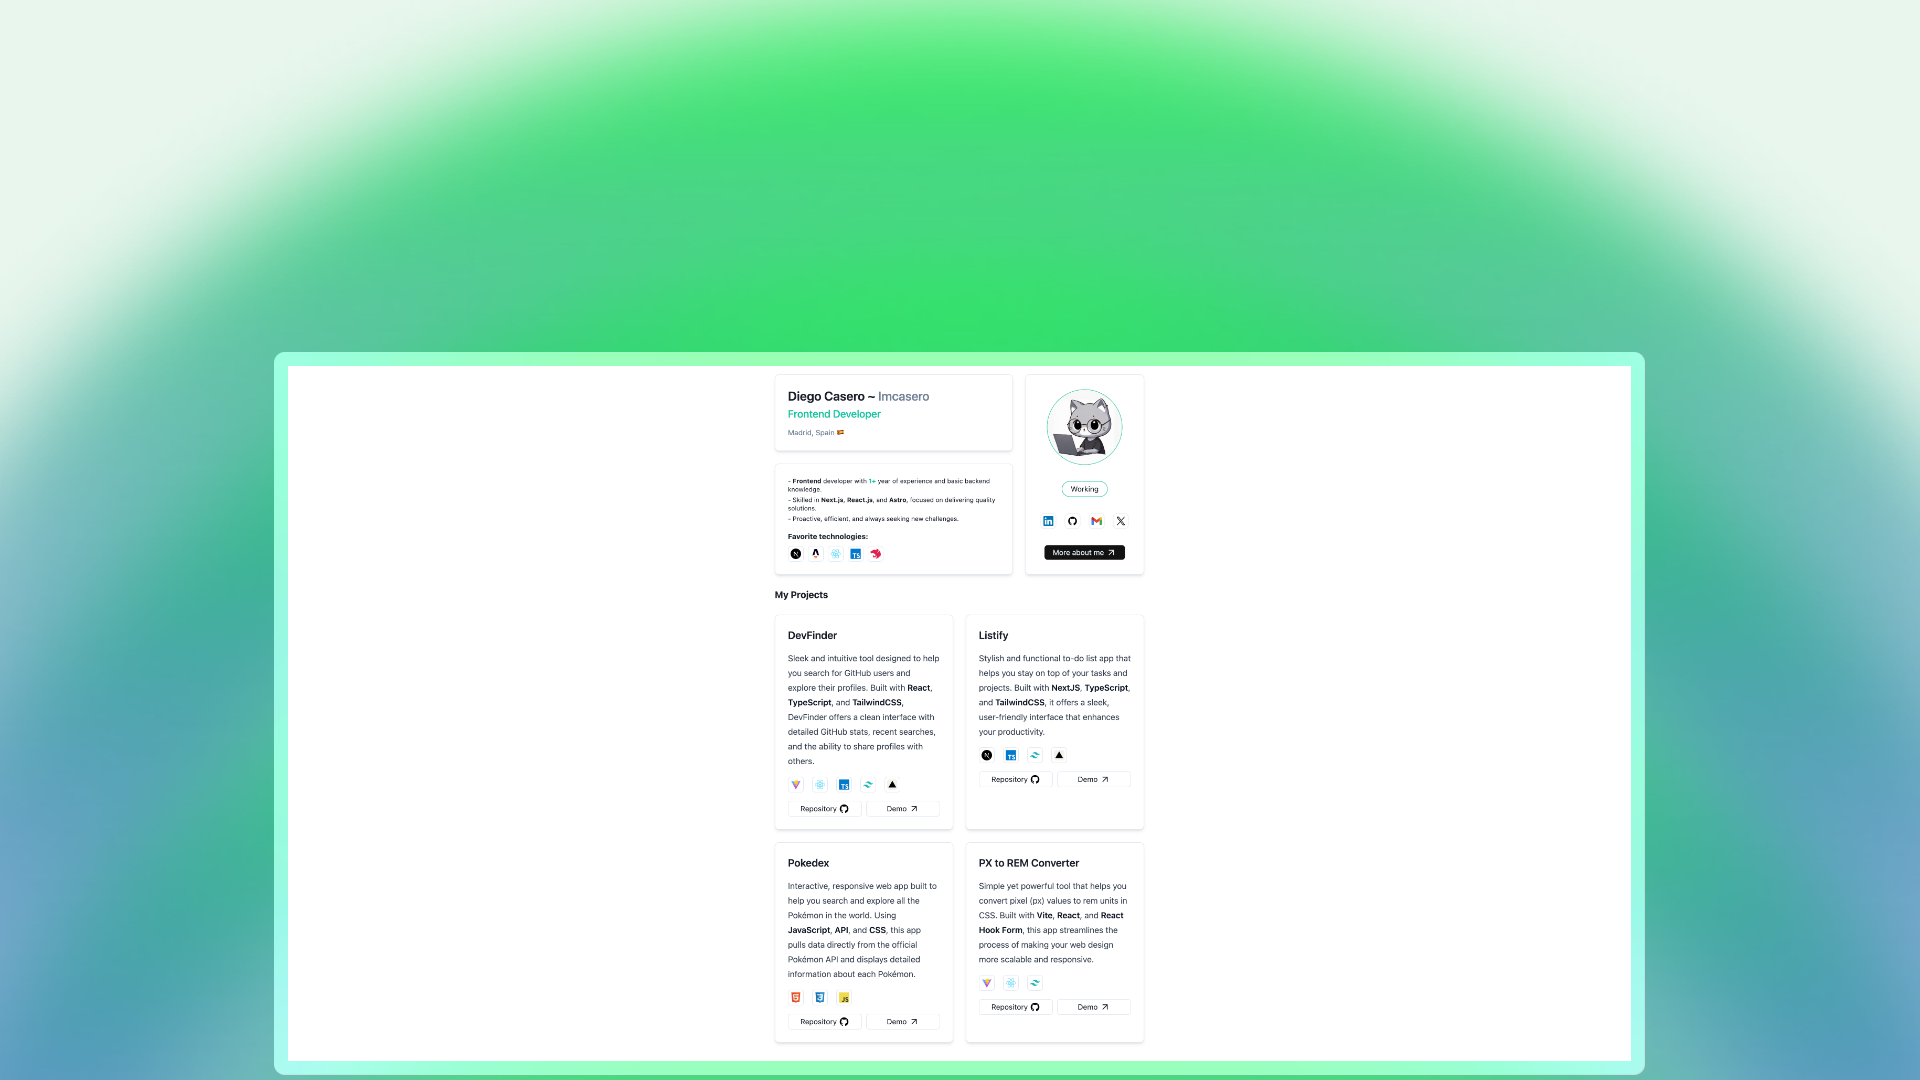 Diego Casero ~ Imcasero
Frontend Developer
Madrid, Spain 🇪🇸
- Frontend developer with 1+ year of experience and basic backend
knowledge.
- Skilled in Next.js, React.js, and Astro, focused on delivering quality
solutions.
- Proactive, efficient, and always seeking new challenges.
Favorite technologies:
N
TS
Working
in
More about me
My Projects
DevFinder
Sleek and intuitive tool designed to help
you search for GitHub users and
explore their profiles. Built with React,
TypeScript, and TailwindCSS,
DevFinder offers a clean interface with
detailed GitHub stats, recent searches,
and the ability to share profiles with
others.
TS
Repository
Demo
Listify
Stylish and functional to-do list app that
helps you stay on top of your tasks and
projects. Built with NextJS, TypeScript,
and TailwindCSS, it offers a sleek,
user-friendly interface that enhances
your productivity.
N
TS
Repository
Demo
Pokedex
Interactive, responsive web app built to
help you search and explore all the
Pokémon in the world. Using
JavaScript, API, and CSS, this app
pulls data directly from the official
Pokémon API and displays detailed
information about each Pokémon.
JS
Repository
Demo
PX to REM Converter
Simple yet powerful tool that helps you
convert pixel (px) values to rem units in
CSS. Built with Vite, React, and React
Hook Form, this app streamlines the
process of making your web design
more scalable and responsive.
Repository
Demo